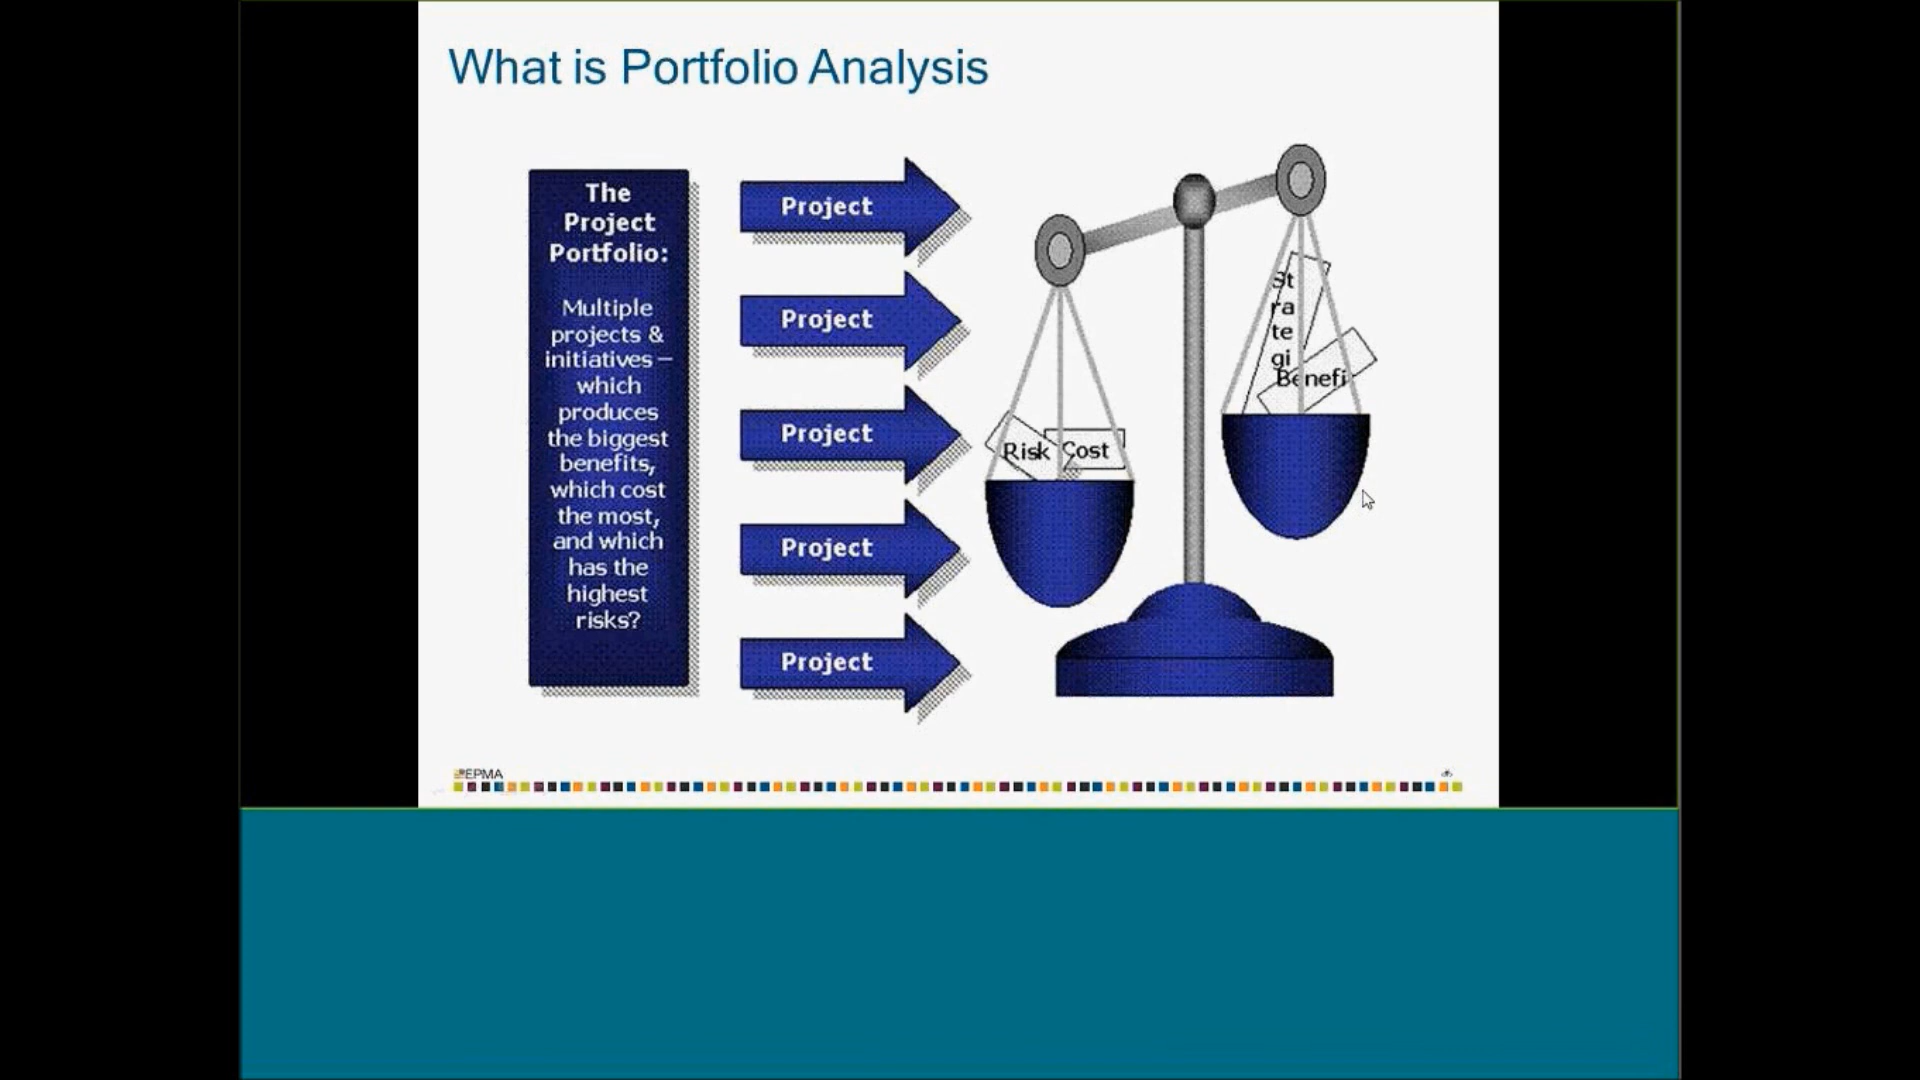 What is Portfolio Analysis
The
Project
Portfolio:
Multiple
projects &
initiatives –
which
produces
the biggest
benefits,
which cost
the most,
and which
has the
highest
risks?
Project
Project
Project
Project
Project
Risk
Cost
St
ra
te
gi
Benefi
EPMA